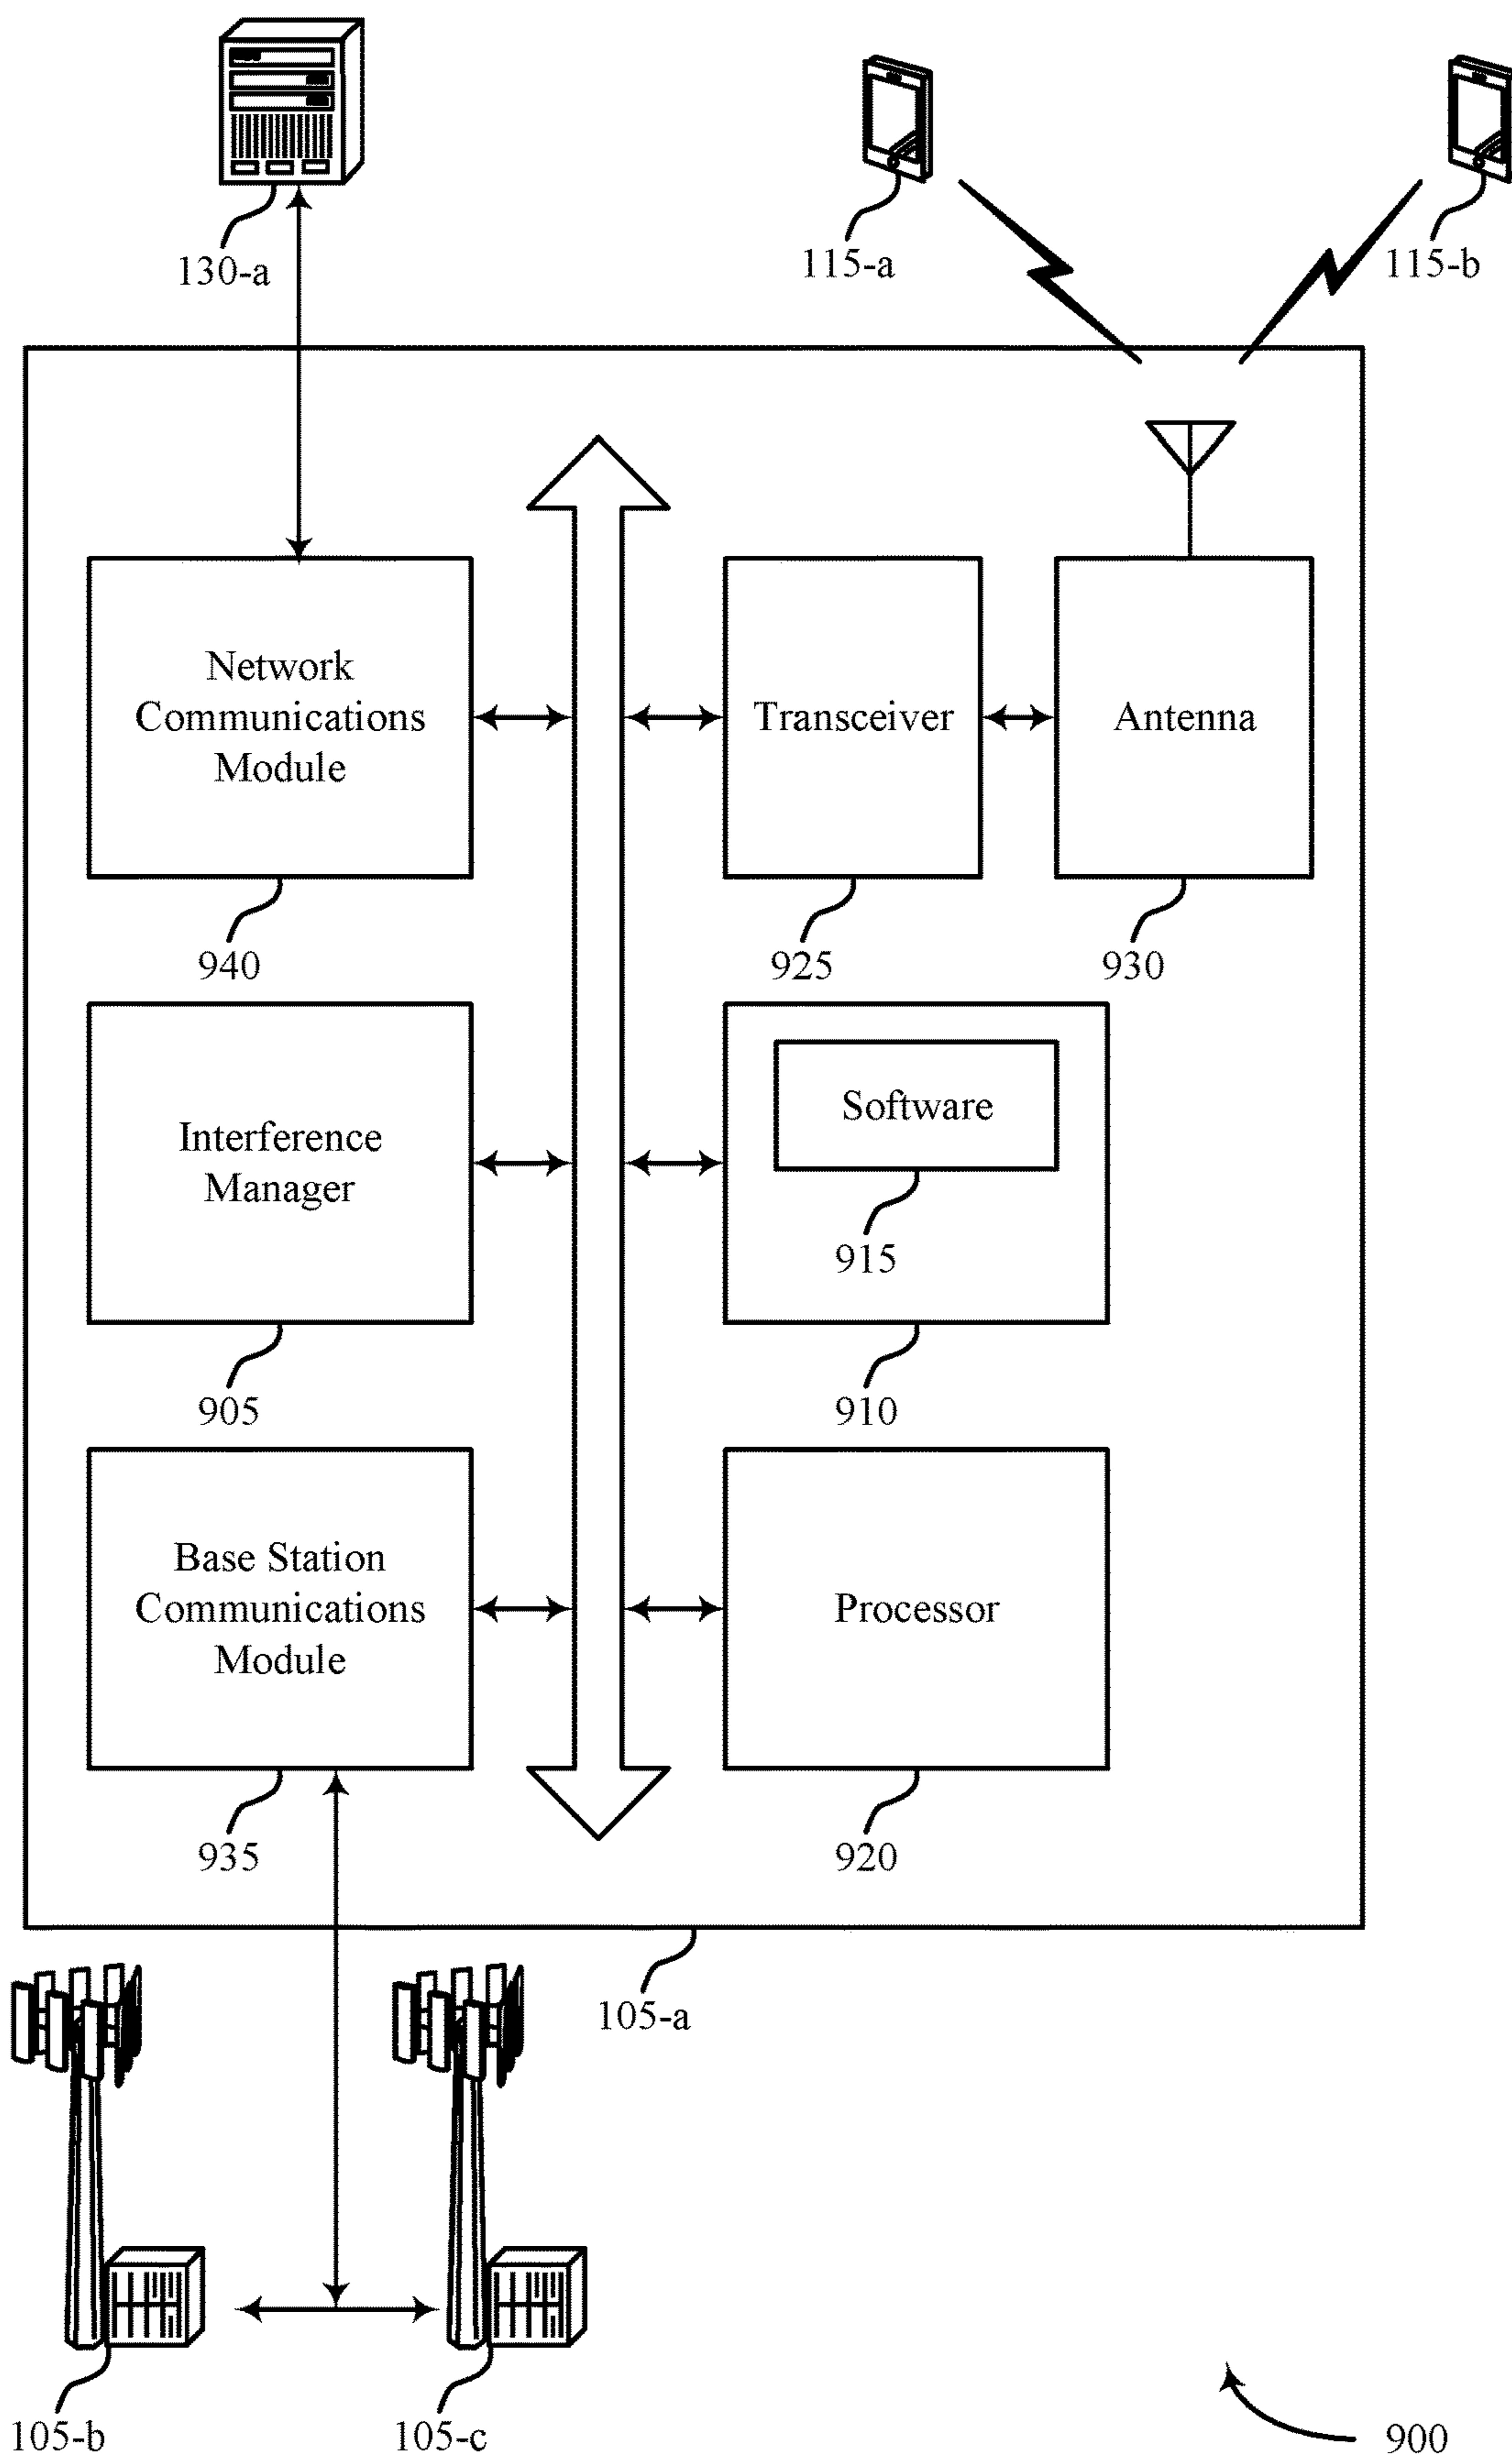 130-a
115-a
115-b
Network
Communications
Module
Transceiver
Antenna
940
925
930
Interference
Manager
Software
915
905
910
Base Station
Communications
Module
Processor
935
920
105-a
105-b
105-c
900